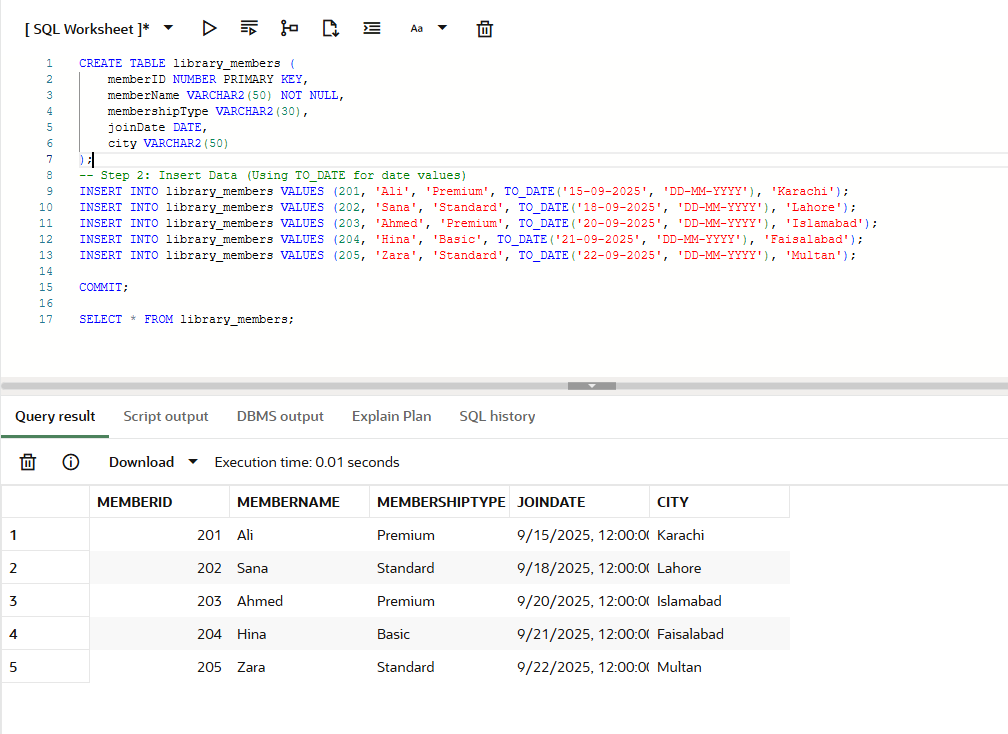 [ SQL Worksheet ]* Aa
1 CREATE TABLE library_members (
2 memberID NUMBER PRIMARY KEY,
3 memberName VARCHAR2(50) NOT NULL,
4 membershipType VARCHAR2(30),
5 joinDate DATE,
6 city VARCHAR2(50)
7 );
8 -- Step 2: Insert Data (Using TO_DATE for date values)
9 INSERT INTO library_members VALUES (201, 'Ali', 'Premium', TO_DATE('15-09-2025', 'DD-MM-YYYY'), 'Karachi');
10 INSERT INTO library_members VALUES (202, 'Sana', 'Standard', TO_DATE('18-09-2025', 'DD-MM-YYYY'), 'Lahore');
11 INSERT INTO library_members VALUES (203, 'Ahmed', 'Premium', TO_DATE('20-09-2025', 'DD-MM-YYYY'), 'Islamabad');
12 INSERT INTO library_members VALUES (204, 'Hina', 'Basic', TO_DATE('21-09-2025', 'DD-MM-YYYY'), 'Faisalabad');
13 INSERT INTO library_members VALUES (205, 'Zara', 'Standard', TO_DATE('22-09-2025', 'DD-MM-YYYY'), 'Multan');
14
15 COMMIT;
16
17 SELECT * FROM library_members;
Query result Script output DBMS output Explain Plan SQL history
Download Execution time: 0.01 seconds
MEMBERID MEMBERNAME MEMBERSHIPTYPE JOINDATE CITY
1 201 Ali Premium 9/15/2025, 12:00:00 Karachi
2 202 Sana Standard 9/18/2025, 12:00:00 Lahore
3 203 Ahmed Premium 9/20/2025, 12:00:00 Islamabad
4 204 Hina Basic 9/21/2025, 12:00:00 Faisalabad
5 205 Zara Standard 9/22/2025, 12:00:00 Multan